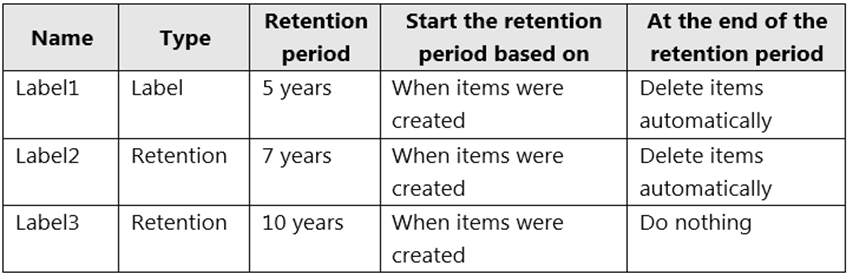 Name Type Retention period Start the retention period based on At the end of the retention period
Label1 Label 5 years When items were created Delete items automatically
Label2 Retention 7 years When items were created Delete items automatically
Label3 Retention 10 years When items were created Do nothing